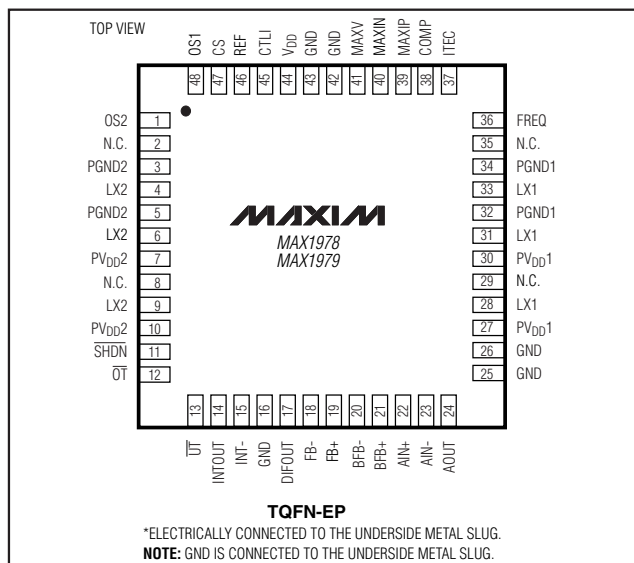 TOP VIEW
OS1 CS REF CTLI VDD GND GND MAXV MAXIN MAXIP COMP ITEC
48 47 46 45 44 43 42 41 40 39 38 37
OS2 1
N.C. 2
PGND2 3
LX2 4
PGND2 5
LX2 6
PVDD2 7
N.C. 8
LX2 9
PVDD2 10
SHDN 11
OT 12
36 FREQ
35 N.C.
34 PGND1
33 LX1
32 PGND1
31 LX1
30 PVDD1
29 N.C.
28 LX1
27 PVDD1
26 GND
25 GND
MAXIM
MAX1978
MAX1979
13 14 15 16 17 18 19 20 21 22 23 24
UT INTOUT INT- GND DIFOUT FB- FB+ BFB- BFB+ AIN+ AIN- AOUT
TQFN-EP
*ELECTRICALLY CONNECTED TO THE UNDERSIDE METAL SLUG.
NOTE: GND IS CONNECTED TO THE UNDERSIDE METAL SLUG.